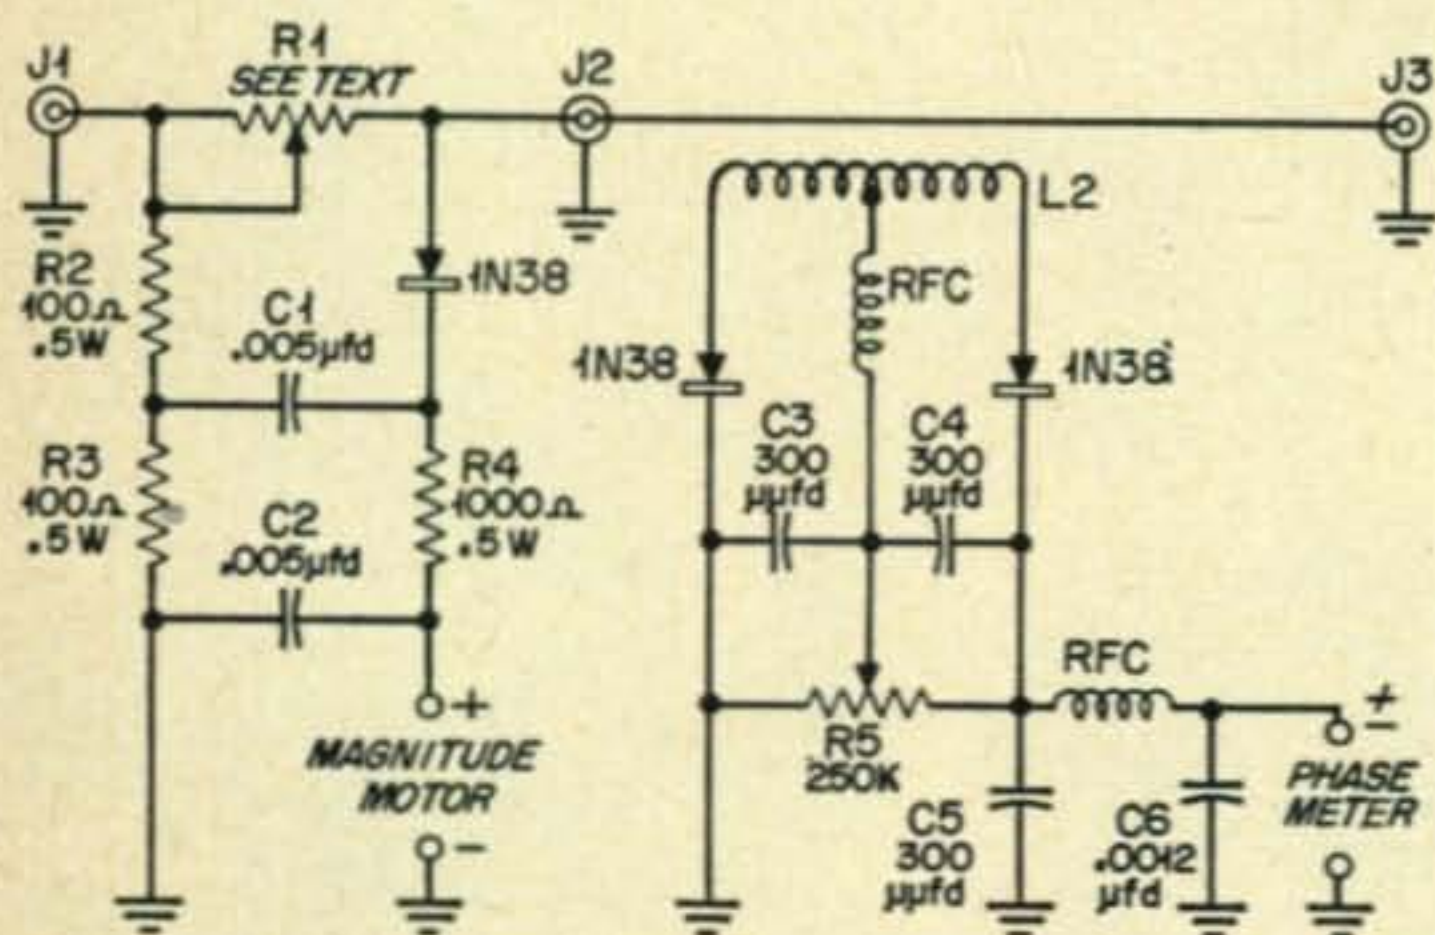 J1
R1
SEE TEXT
J2
J3
L2
R2
100Ω
.5W
C1
.005µfd
1N38
RFC
1N38
1N38
C3
300
µµfd
C4
300
µµfd
R3
100Ω
.5W
C2
.005µfd
R4
1000Ω
.5W
RFC
+
MAGNITUDE
MOTOR
-
R5
250K
C5
300
µµfd
C6
.0012
µfd
+
-
PHASE
METER